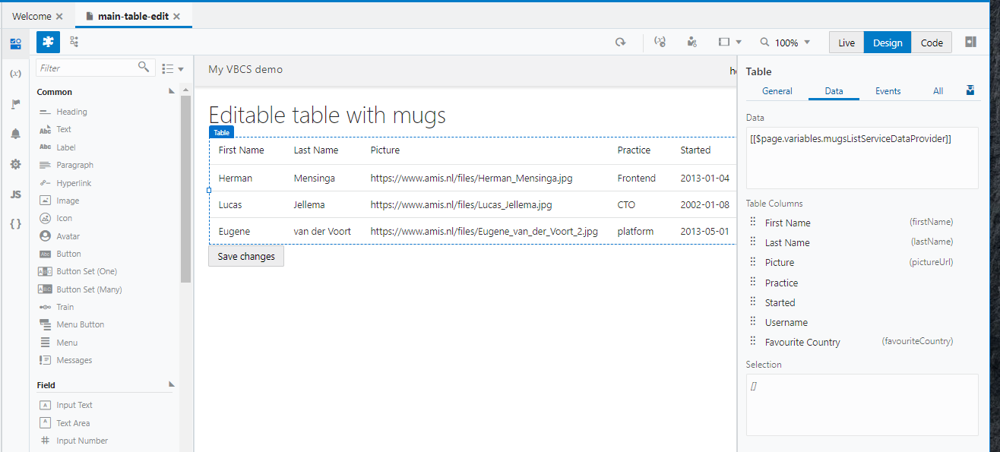 Welcome
main-table-edit
100%
Live
Design
Code
Filter
Common
Heading
Abc Text
Abc Label
Paragraph
Hyperlink
Image
Icon
Avatar
Abc Button
ABC Button Set (One)
ABC Button Set (Many)
Train
Menu Button
Menu
Messages
Field
A Input Text
A Text Area
# Input Number
(x)
JS
{ }
My VBCS demo
Editable table with mugs
Table
First Name Last Name Picture Practice Started
Herman Mensinga https://www.amis.nl/files/Herman_Mensinga.jpg Frontend 2013-01-04
Lucas Jellema https://www.amis.nl/files/Lucas_Jellema.jpg CTO 2002-01-08
Eugene van der Voort https://www.amis.nl/files/Eugene_van_der_Voort_2.jpg platform 2013-05-01
Save changes
Table
General Data Events All
Data
[[$page.variables.mugsListServiceDataProvider]]
Table Columns
First Name (firstName)
Last Name (lastName)
Picture (pictureUrl)
Practice
Started
Username
Favourite Country (favouriteCountry)
Selection
[]